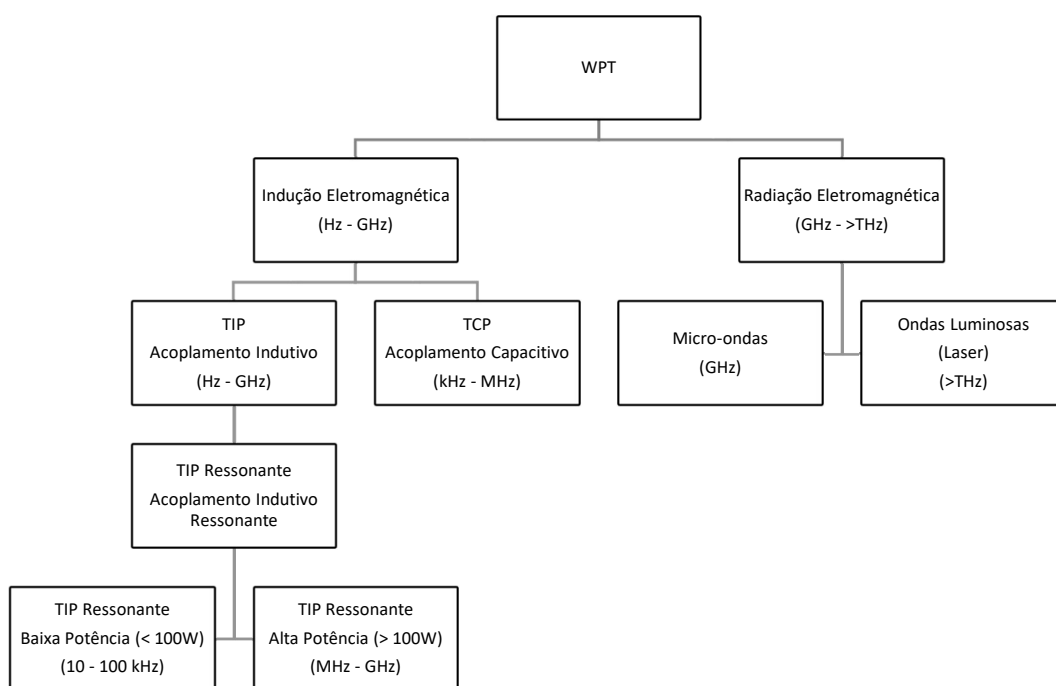 WPT
Indução Eletromagnética
(Hz - GHz)
Radiação Eletromagnética
(GHz - >THz)
TIP
Acoplamento Indutivo
(Hz - GHz)
TCP
Acoplamento Capacitivo
(kHz - MHz)
Micro-ondas
(GHz)
Ondas Luminosas
(Laser)
(>THz)
TIP Ressonante
Acoplamento Indutivo
Ressonante
TIP Ressonante
Baixa Potência (< 100W)
(10 - 100 kHz)
TIP Ressonante
Alta Potência (> 100W)
(MHz - GHz)